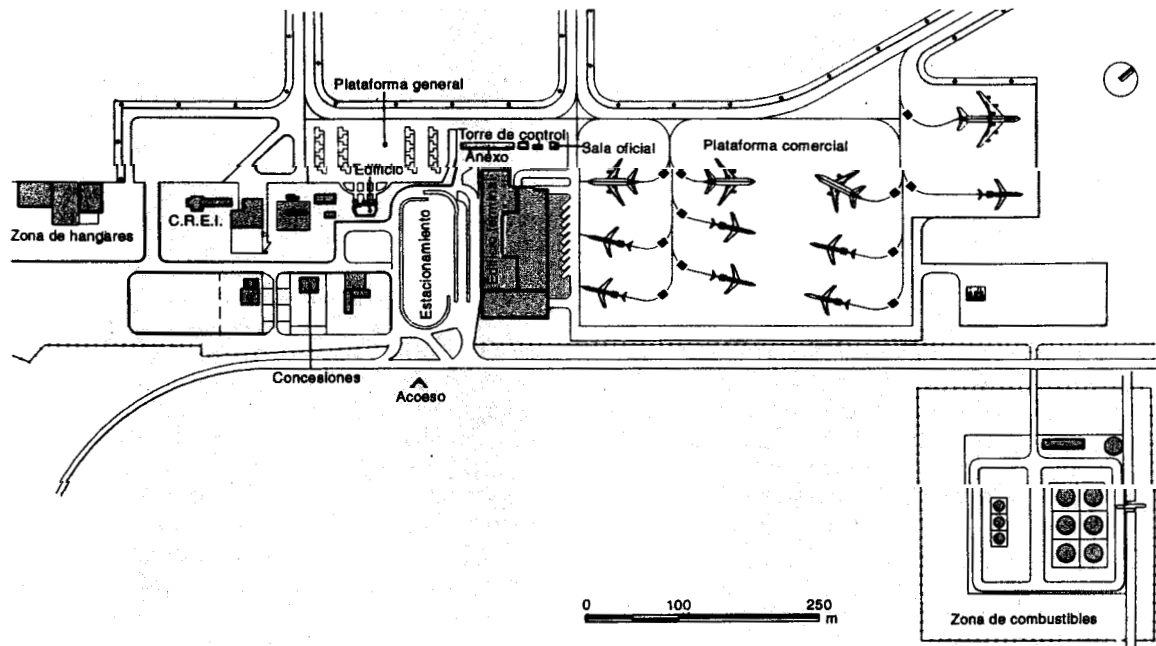 Plataforma general
Torre de control
Anexo
Sala oficial
Plataforma comercial
Edificio
C.R.E.I.
Zona de hangares
Estacionamiento
Edificio
Concesiones
Acceso
0 100 250
m
Zona de combustibles